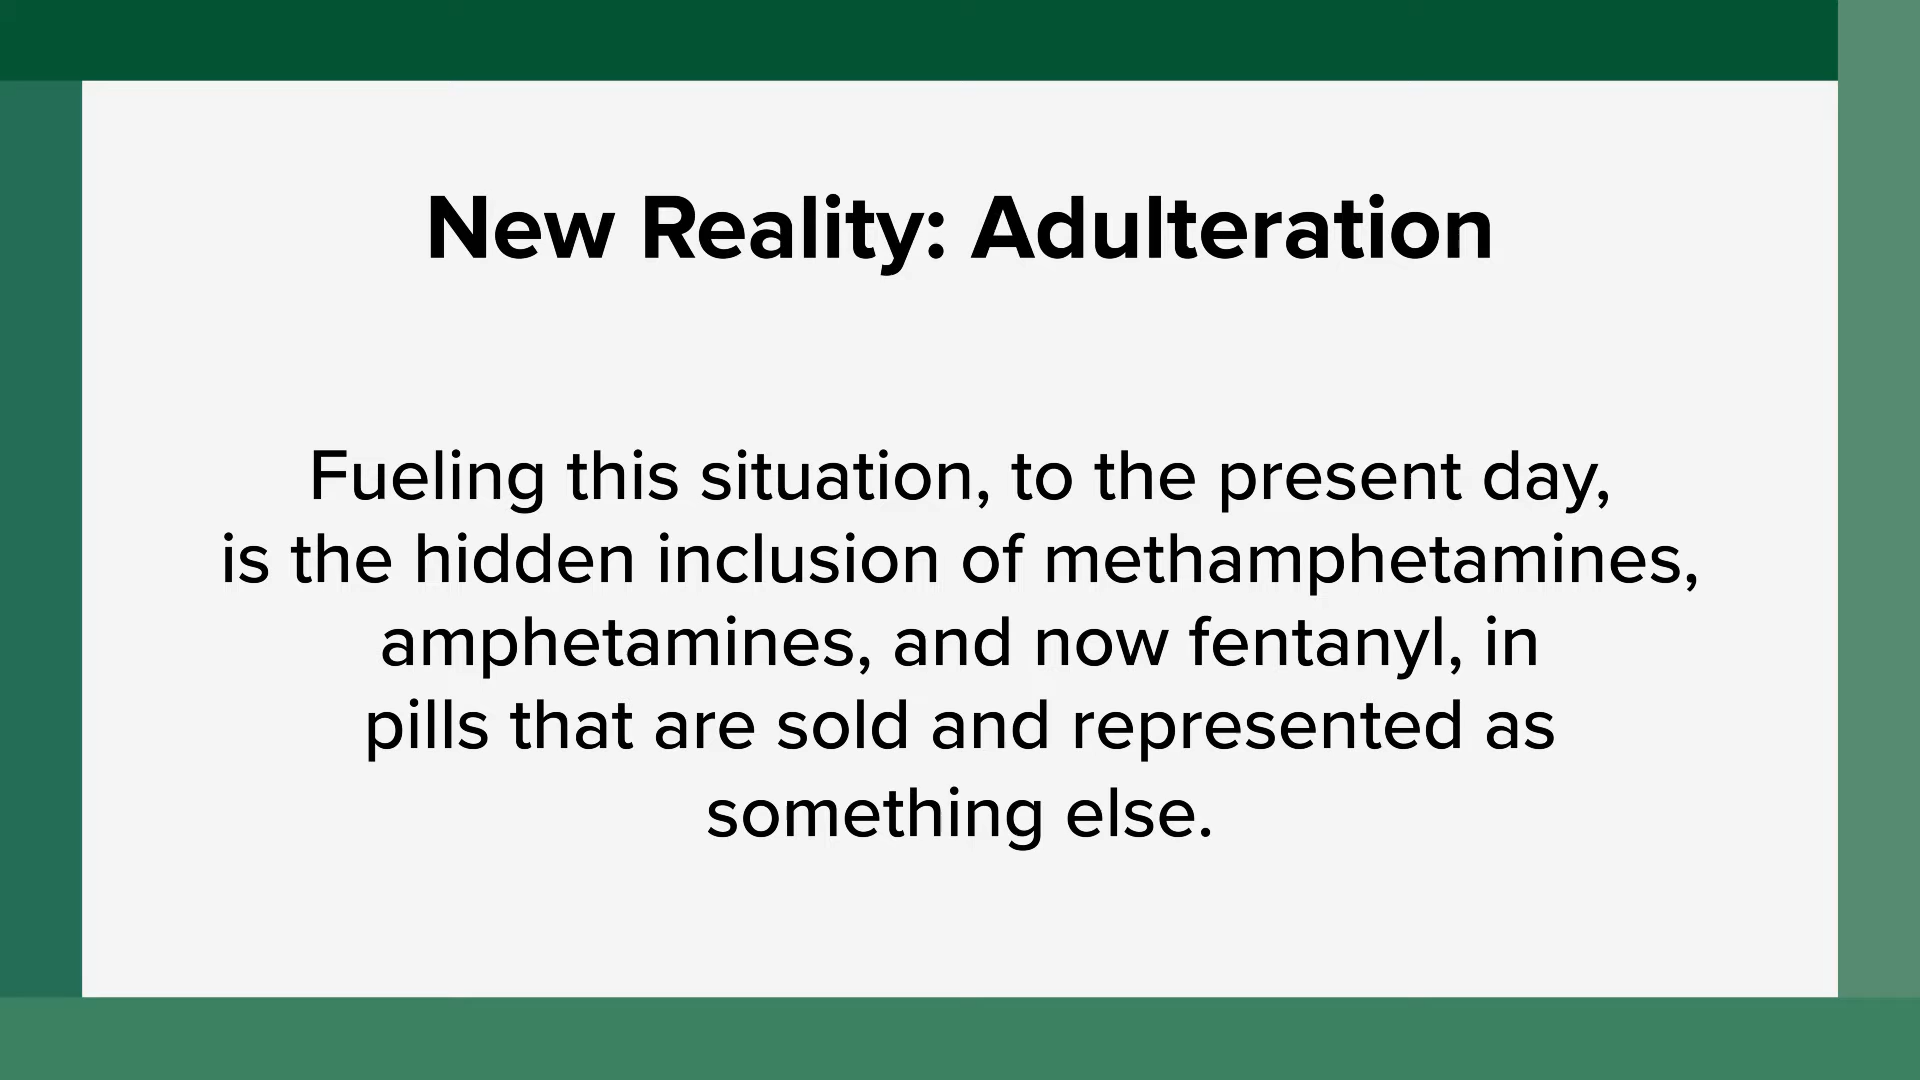 New Reality: Adulteration
Fueling this situation, to the present day,
is the hidden inclusion of methamphetamines,
amphetamines, and now fentanyl, in
pills that are sold and represented as
something else.